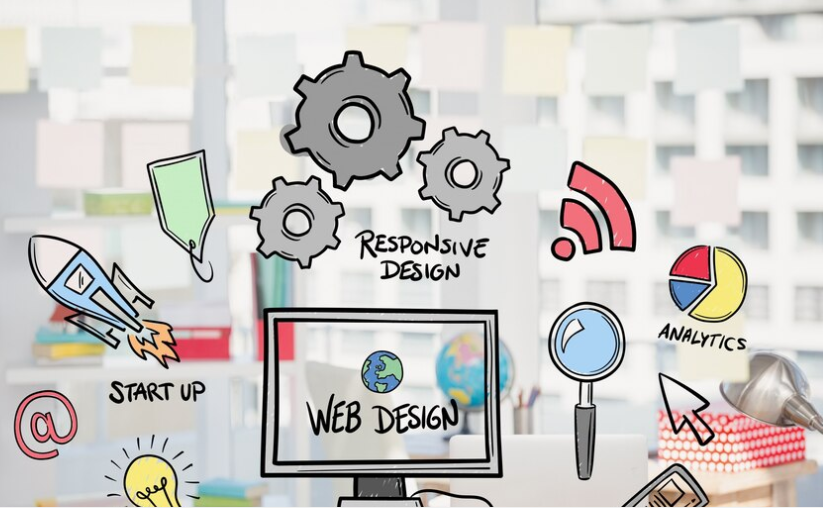 RESPONSIVE
DESIGN
ANALYTICS
START UP
@
WEB DESIGN